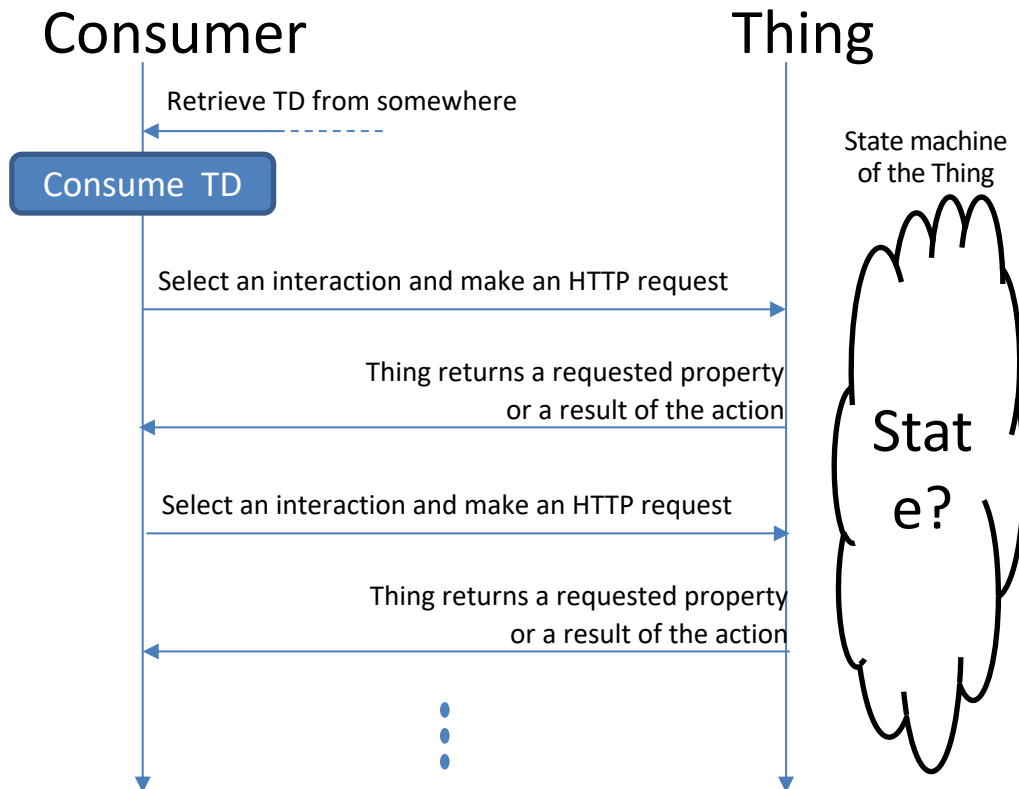 Consumer
Thing
Retrieve TD from somewhere
State machine
of the Thing
Consume TD
Select an interaction and make an HTTP request
Thing returns a requested property
or a result of the action
Stat
e?
Select an interaction and make an HTTP request
Thing returns a requested property
or a result of the action